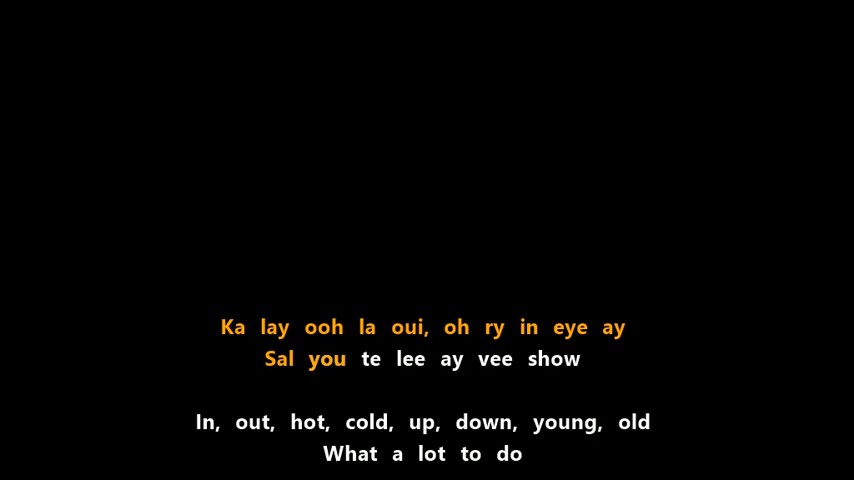 Ka lay ooh la oui, oh ry in eye ay
Sal you te lee ay vee show
In, out, hot, cold, up, down, young, old
What a lot to do